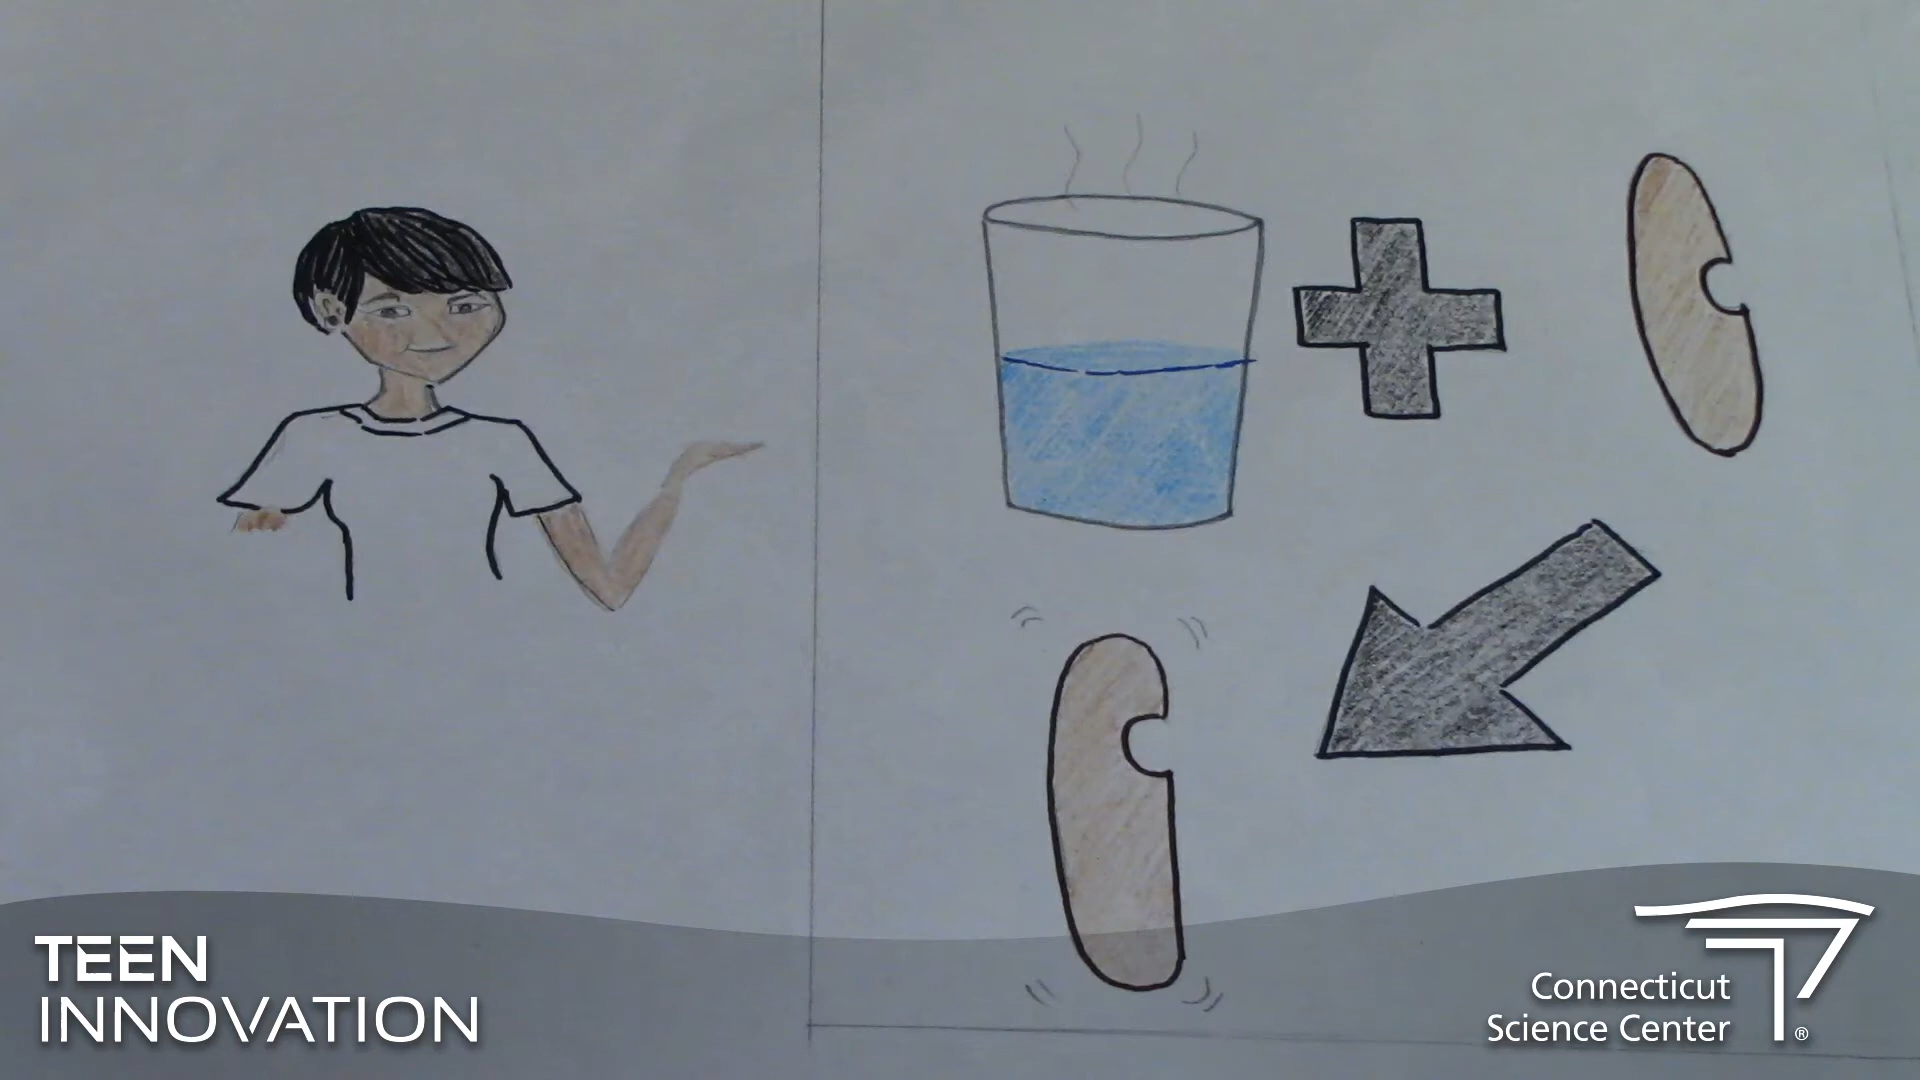 TEEN
INNOVATION
Connecticut
Science Center
®